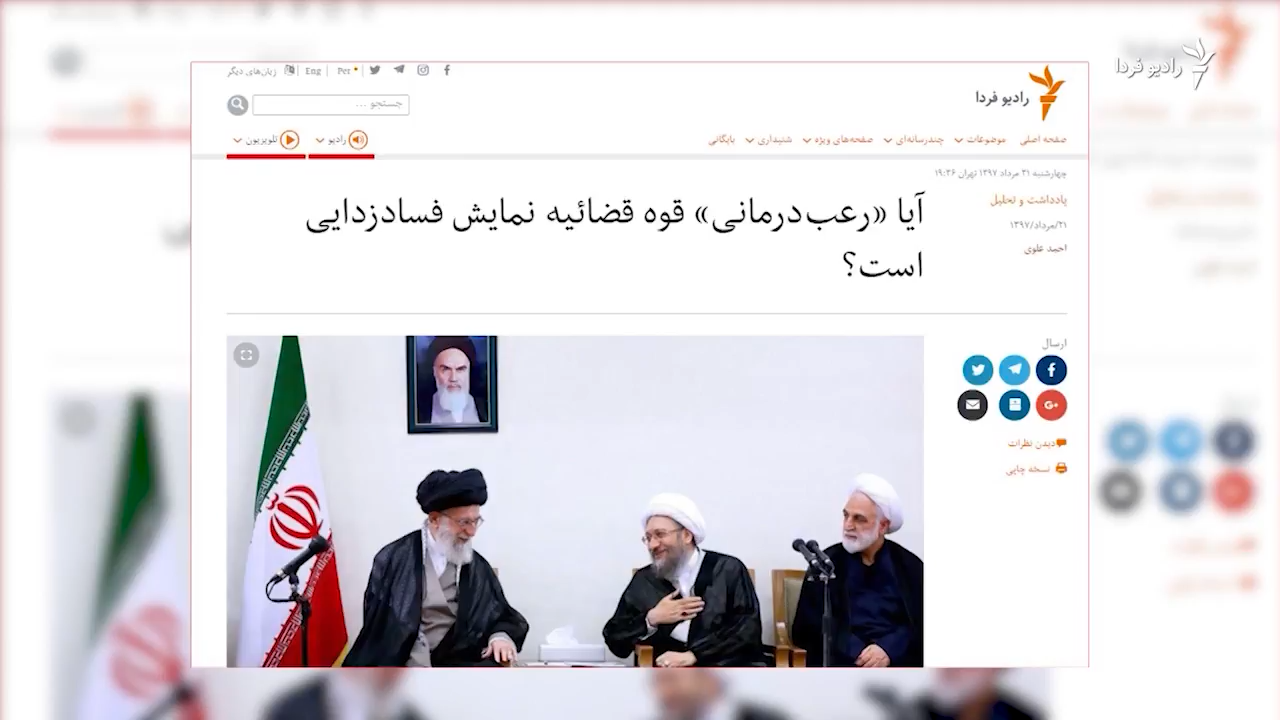 رادیو فردا
زبان‌های دیگر Eng Per
رادیو فردا
جستجو ...
صفحه اصلی موضوعات چندرسانه‌ای صفحه‌های ویژه شنیداری بایگانی رادیو تلویزیون
چهارشنبه ۳۱ مرداد ۱۳۹۷ تهران ۱۹:۳۶
یادداشت و تحلیل
۲۱/مرداد/۱۳۹۷
احمد علوی
آیا «رعب‌درمانی» قوه قضائیه نمایش فسادزدایی
است؟
ارسال
دیدن نظرات
نسخه چاپی